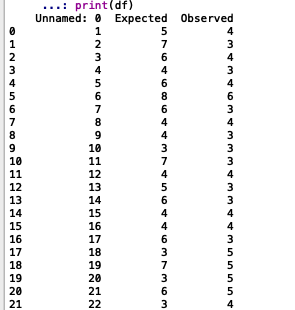 ...: print(df)
Unnamed: 0 Expected Observed
0 1 5 4
1 2 7 3
2 3 6 4
3 4 4 3
4 5 6 4
5 6 8 6
6 7 6 3
7 8 4 4
8 9 4 3
9 10 3 3
10 11 7 3
11 12 4 4
12 13 5 3
13 14 6 3
14 15 4 4
15 16 4 4
16 17 6 3
17 18 3 5
18 19 7 5
19 20 3 5
20 21 6 5
21 22 3 4